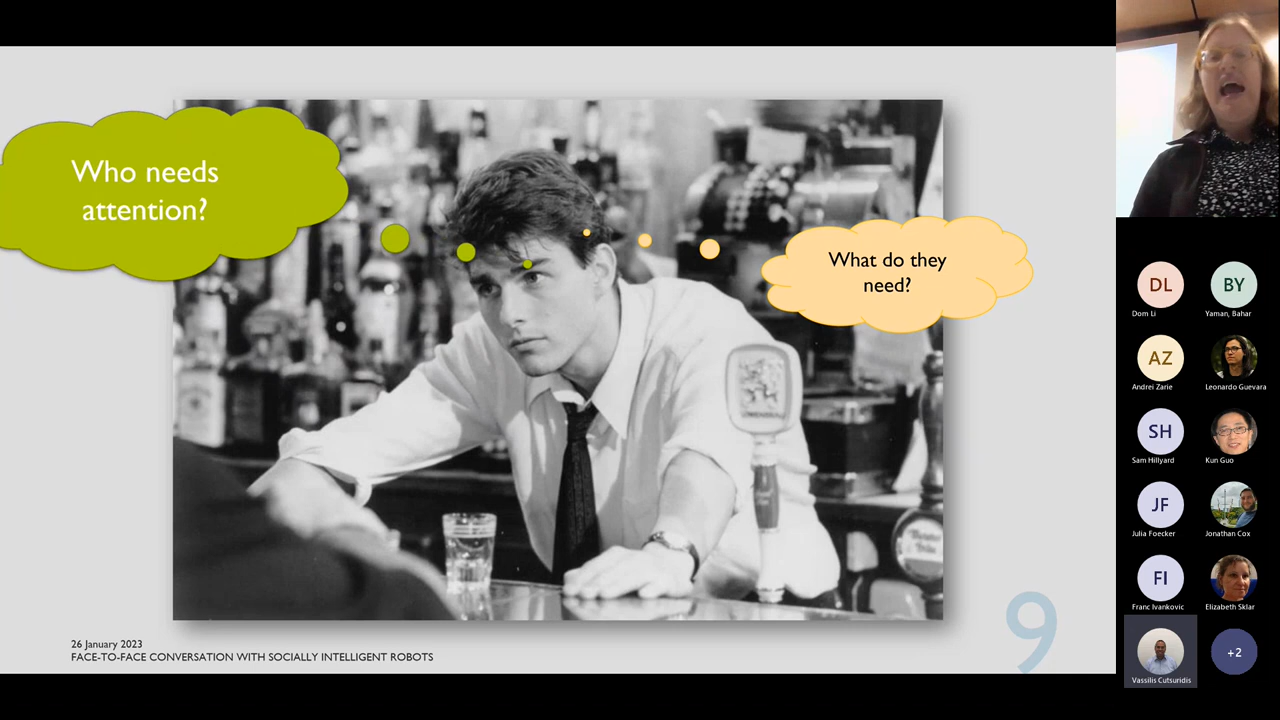 Who needs
attention?
What do they
need?
26 January 2023
FACE-TO-FACE CONVERSATION WITH SOCIALLY INTELLIGENT ROBOTS
9
DL
Dom Li
BY
Yaman, Bahar
AZ
Andrei Zarie
Leonardo Guevara
SH
Sam Hillyard
Kun Guo
JF
Julia Foecker
Jonathan Cox
FI
Franc Ivankovic
Elizabeth Sklar
Vassilis Cutsuridis
+2